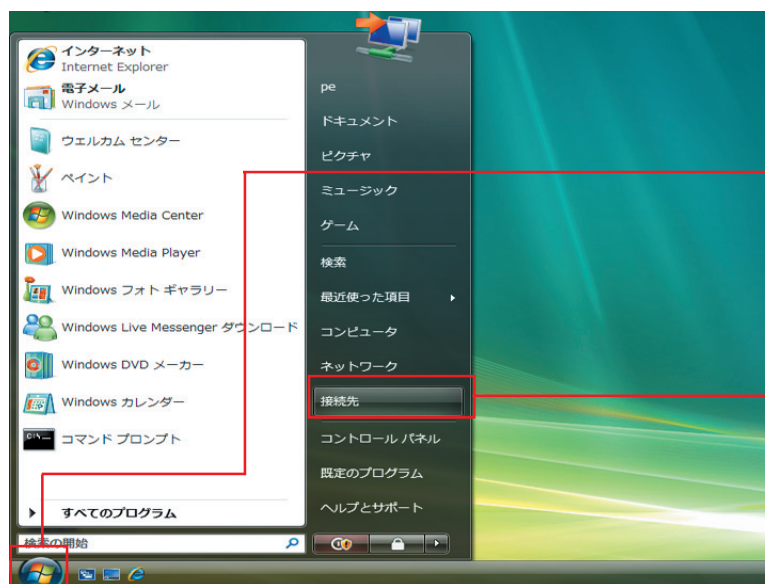 インターネット
Internet Explorer
電子メール
Windows メール
ウェルカム センター
ペイント
Windows Media Center
Windows Media Player
Windows フォト ギャラリー
Windows Live Messenger ダウンロード
Windows DVD メーカー
Windows カレンダー
コマンド プロンプト
すべてのプログラム
検索の開始
pe
ドキュメント
ピクチャ
ミュージック
ゲーム
検索
最近使った項目
コンピュータ
ネットワーク
接続先
コントロール パネル
既定のプログラム
ヘルプとサポート